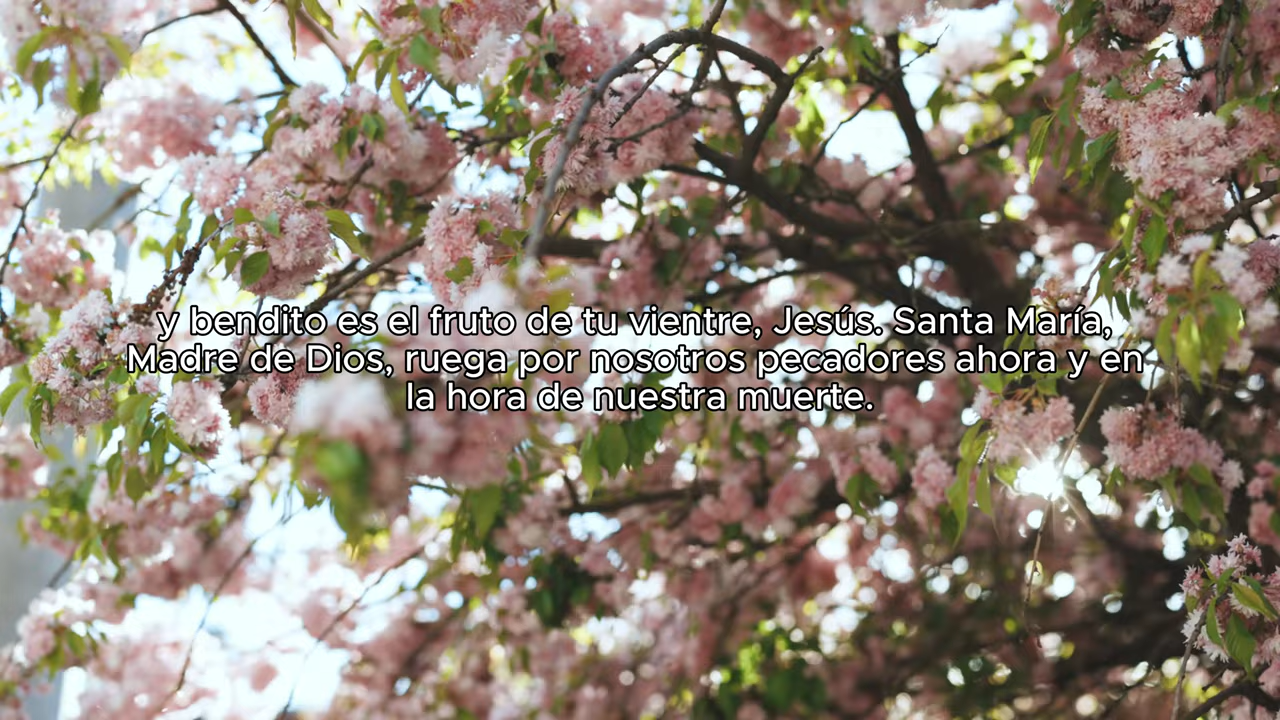 y bendito es el fruto de tu vientre, Jesús. Santa María,
Madre de Dios, ruega por nosotros pecadores ahora y en
la hora de nuestra muerte.